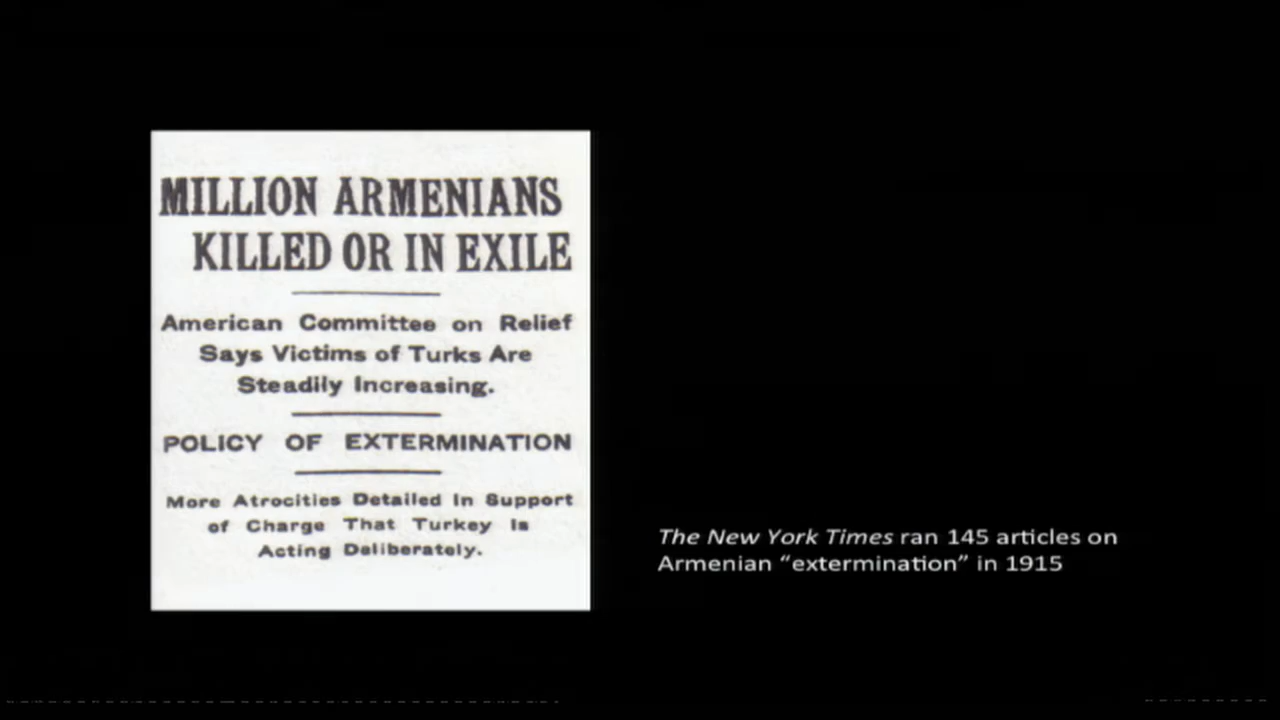 MILLION ARMENIANS
KILLED OR IN EXILE
American Committee on Relief
Says Victims of Turks Are
Steadily Increasing.
POLICY OF EXTERMINATION
More Atrocities Detailed in Support
of Charge That Turkey Is
Acting Deliberately.
The New York Times ran 145 articles on
Armenian “extermination” in 1915